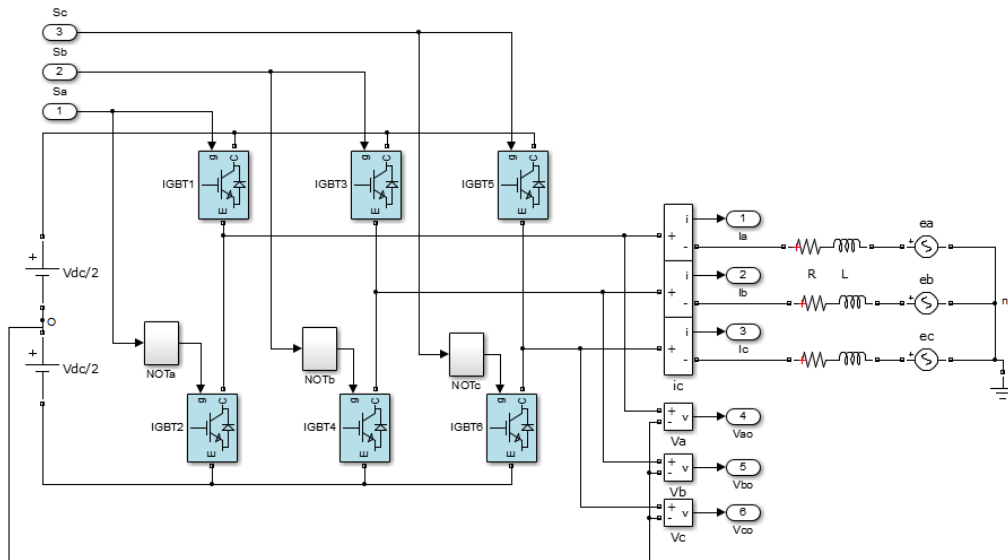 Sc
3
Sb
2
Sa
1
g C
IGBT1
E
g C
IGBT3
E
g C
IGBT5
E
+
Vdc/2
O
+
Vdc/2
NOTa
NOTb
NOTc
g C
IGBT2
E
g C
IGBT4
E
g C
IGBT6
E
i
+
-
1
Ia
i
+
-
2
Ib
i
+
-
3
Ic
ic
R L
+
ea
+
eb
+
ec
n
+
-
v
Va
4
Vao
+
-
v
Vb
5
Vbo
+
-
v
Vc
6
Vco